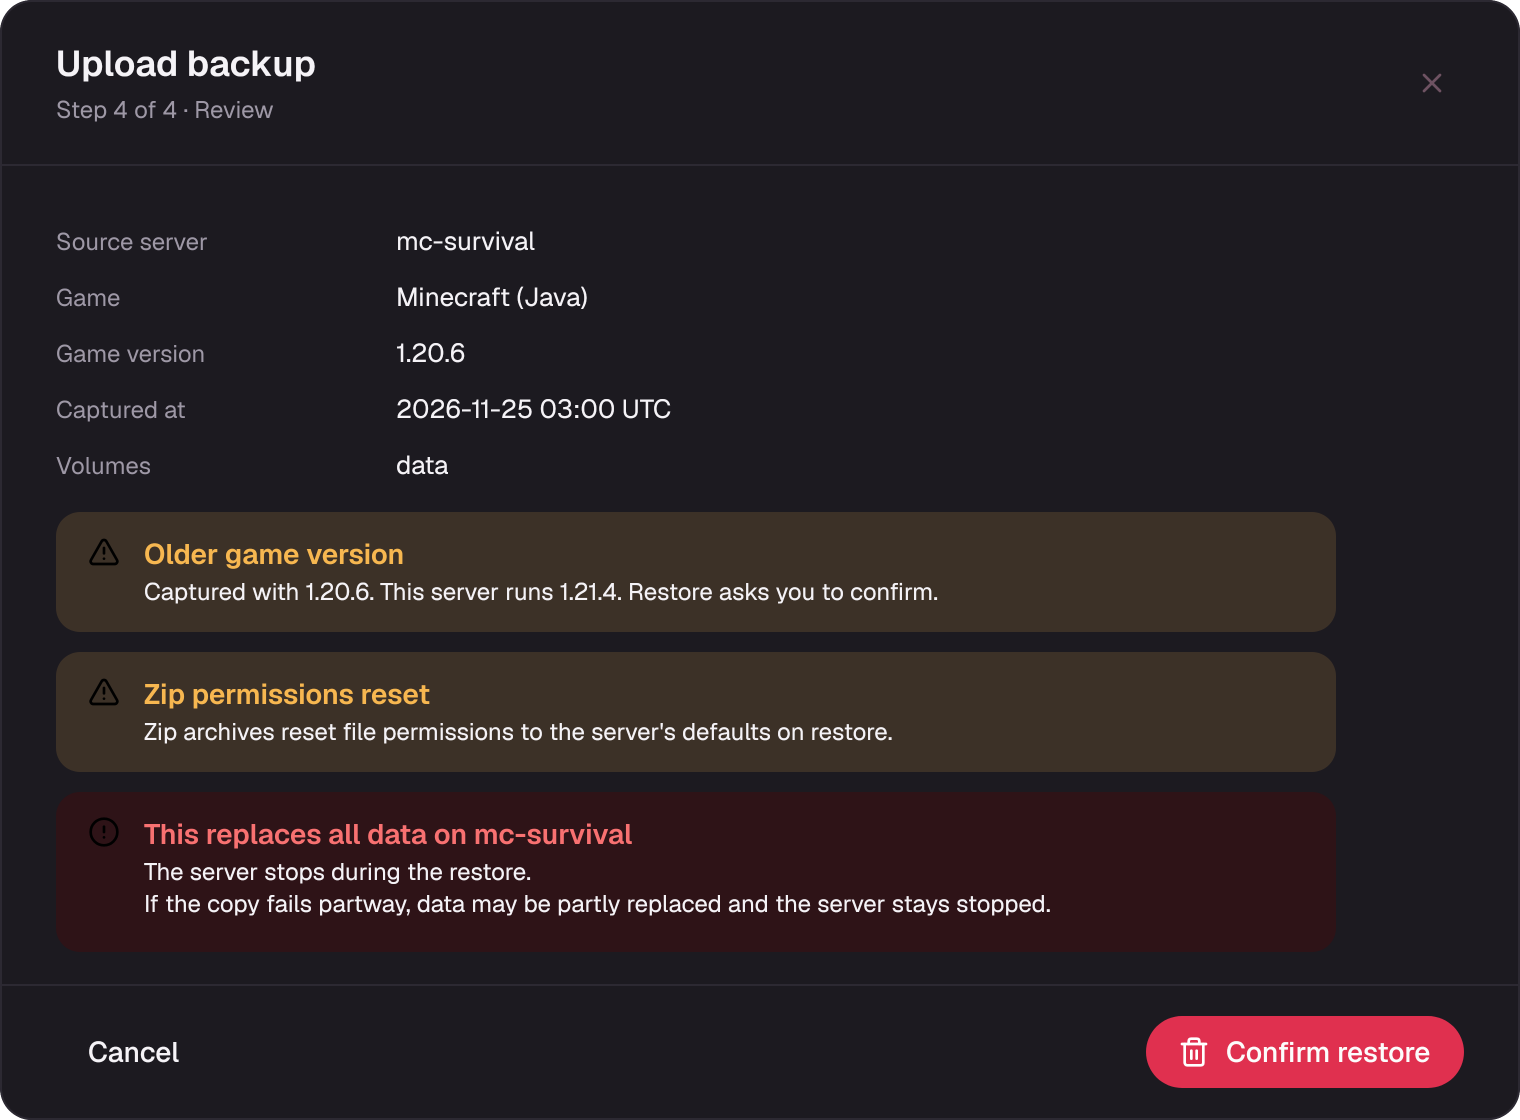 Upload backup
Step 4 of 4 · Review
Source server mc-survival
Game Minecraft (Java)
Game version 1.20.6
Captured at 2026-11-25 03:00 UTC
Volumes data
Older game version
Captured with 1.20.6. This server runs 1.21.4. Restore asks you to confirm.
Zip permissions reset
Zip archives reset file permissions to the server's defaults on restore.
This replaces all data on mc-survival
The server stops during the restore.
If the copy fails partway, data may be partly replaced and the server stays stopped.
Cancel
Confirm restore